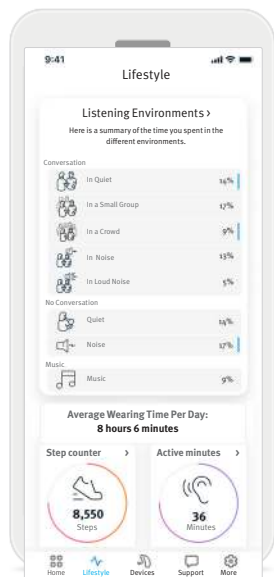 9:41
Lifestyle
Listening Environments >
Here is a summary of the time you spent in the
different environments.
Conversation
In Quiet 14%
In a Small Group 17%
In a Crowd 9%
In Noise 13%
In Loud Noise 5%
No Conversation
Quiet 14%
Noise 17%
Music
Music 9%
Average Wearing Time Per Day:
8 hours 6 minutes
Step counter > Active minutes >
8,550 36
Steps Minutes
Home Lifestyle Devices Support More